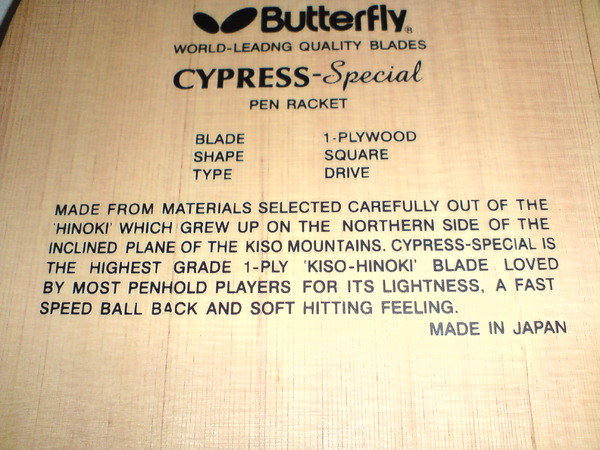 Butterfly®
WORLD-LEADNG QUALITY BLADES
CYPRESS-Special
PEN RACKET
BLADE 1-PLYWOOD
SHAPE SQUARE
TYPE DRIVE
MADE FROM MATERIALS SELECTED CAREFULLY OUT OF THE
'HINOKI' WHICH GREW UP ON THE NORTHERN SIDE OF THE
INCLINED PLANE OF THE KISO MOUNTAINS. CYPRESS-SPECIAL IS
THE HIGHEST GRADE 1-PLY 'KISO-HINOKI' BLADE LOVED
BY MOST PENHOLD PLAYERS FOR ITS LIGHTNESS, A FAST
SPEED BALL BACK AND SOFT HITTING FEELING.
MADE IN JAPAN